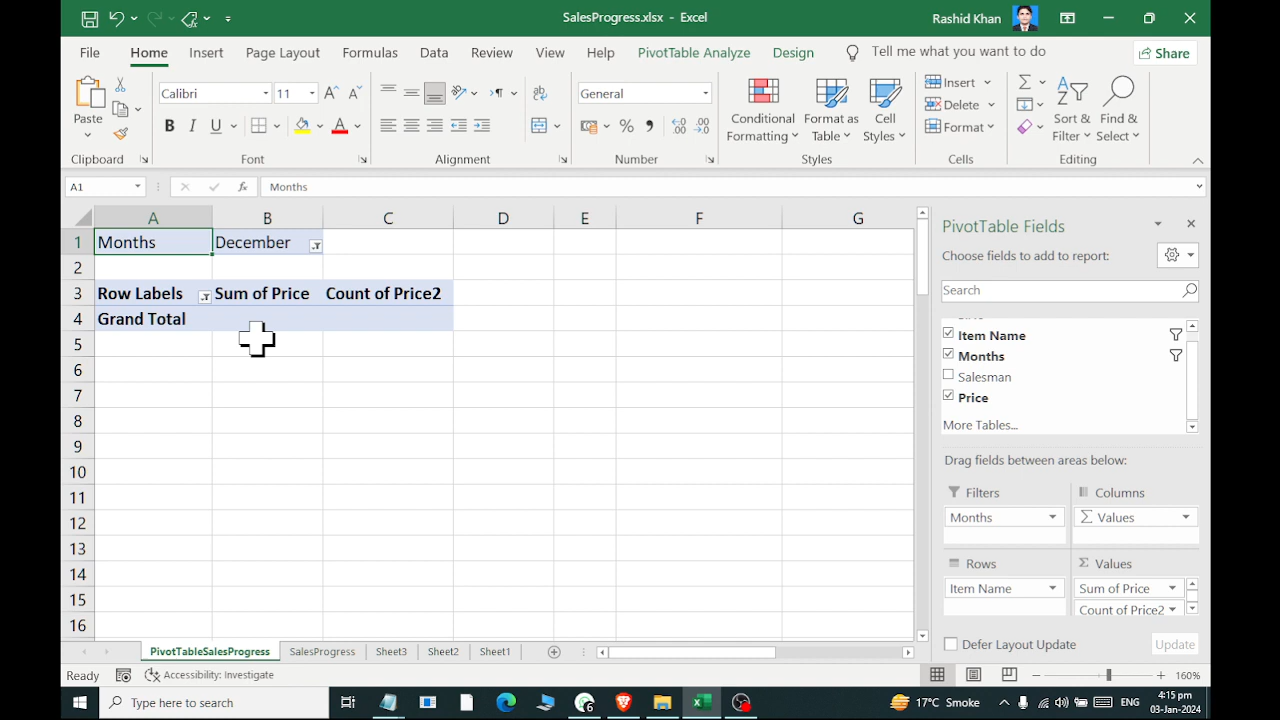 SalesProgress.xlsx - Excel
Rashid Khan
File Home Insert Page Layout Formulas Data Review View Help PivotTable Analyze Design Tell me what you want to do Share
Paste
Clipboard
Calibri 11
B I U
Font
Alignment
General
Number
Conditional Formatting
Format as Table
Cell Styles
Styles
Insert
Delete
Format
Cells
Sort & Filter
Find & Select
Editing
A1
fx
Months
A B C D E F G
1 Months December
2
3 Row Labels Sum of Price Count of Price2
4 Grand Total
5
6
7
8
9
10
11
12
13
14
15
16
PivotTable Fields
Choose fields to add to report:
Search
Item Name
Months
Salesman
Price
More Tables...
Drag fields between areas below:
Filters
Months
Columns
Σ Values
Rows
Item Name
Σ Values
Sum of Price
Count of Price2
Defer Layout Update
Update
PivotTableSalesProgress SalesProgress Sheet3 Sheet2 Sheet1
Ready
Accessibility: Investigate
160%
Type here to search
17°C Smoke
ENG
4:15 pm
03-Jan-2024